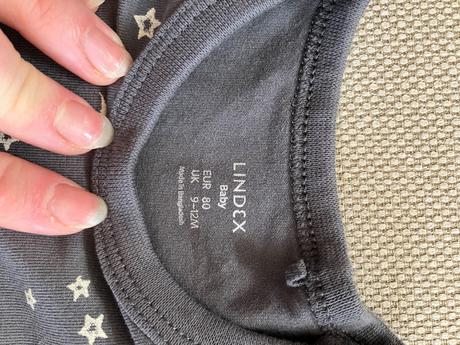 LINDEX
Baby
EUR 80
UK 9-12M
Made in Bangladesh